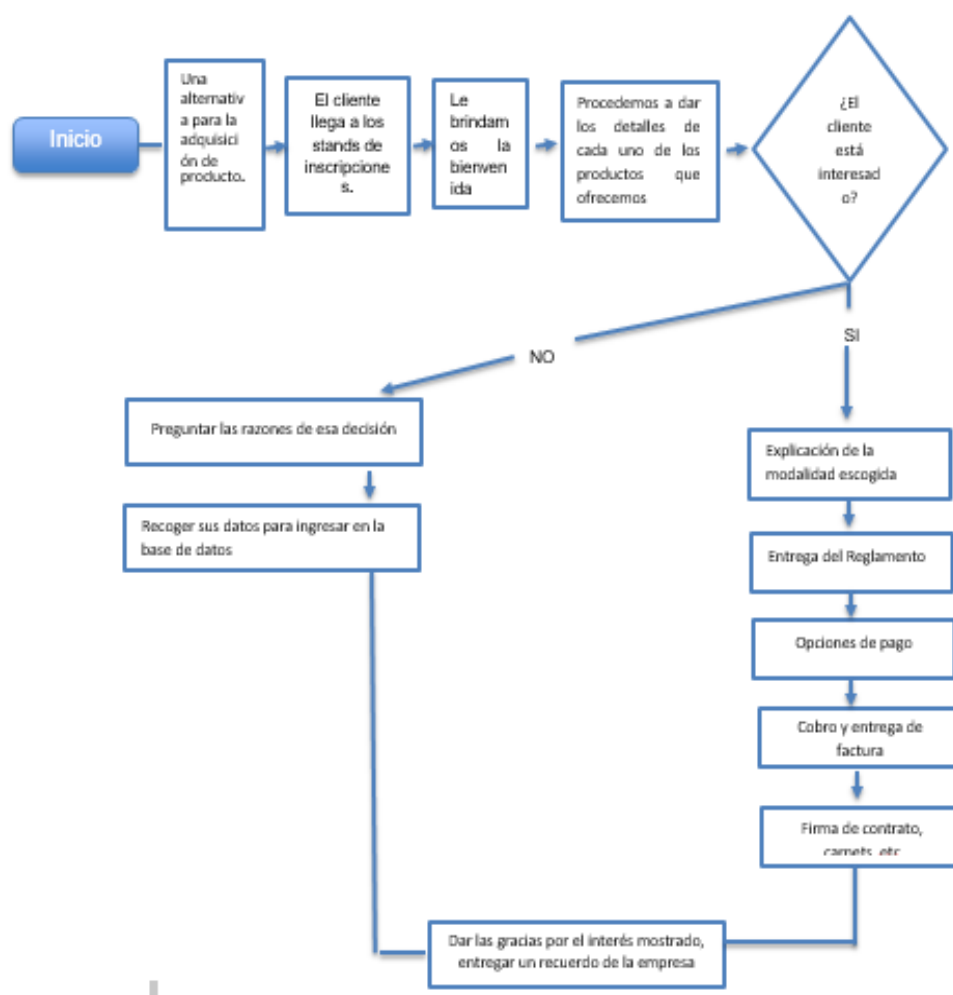 Inicio
Una
alternativ
a para la
adquisici
ón de
producto.
El cliente
llega a los
stands de
inscripcione
s.
Le
brindam
os la
bienven
ida
Procedemos a dar
los detalles de
cada uno de los
productos que
ofrecemos
¿El
cliente
está
interesad
o?
NO
SI
Preguntar las razones de esa decisión
Recoger sus datos para ingresar en la
base de datos
Explicación de la
modalidad escogida
Entrega del Reglamento
Opciones de pago
Cobro y entrega de
factura
Firma de contrato,
carnets, etc
Dar las gracias por el interés mostrado,
entregar un recuerdo de la empresa